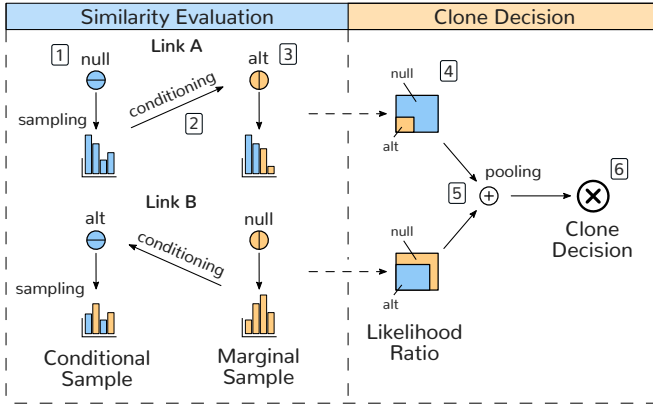 Similarity Evaluation
Clone Decision
Link A
1
null
3
alt
conditioning
2
sampling
4
null
alt
pooling
5
6
Clone
Decision
Link B
alt
null
conditioning
sampling
null
alt
Conditional
Sample
Marginal
Sample
Likelihood
Ratio